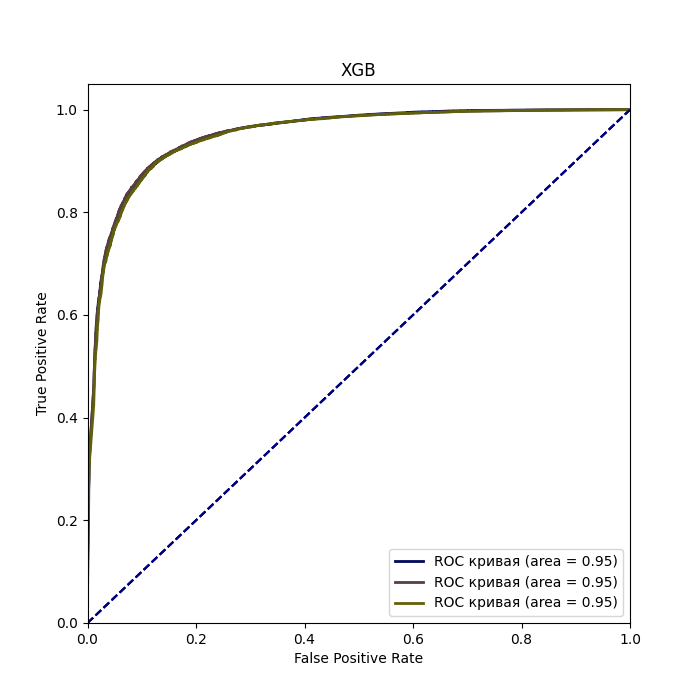 XGB
True Positive Rate
1.0
0.8
0.6
0.4
0.2
0.0
ROC кривая (area = 0.95)
ROC кривая (area = 0.95)
ROC кривая (area = 0.95)
0.0 0.2 0.4 0.6 0.8 1.0
False Positive Rate